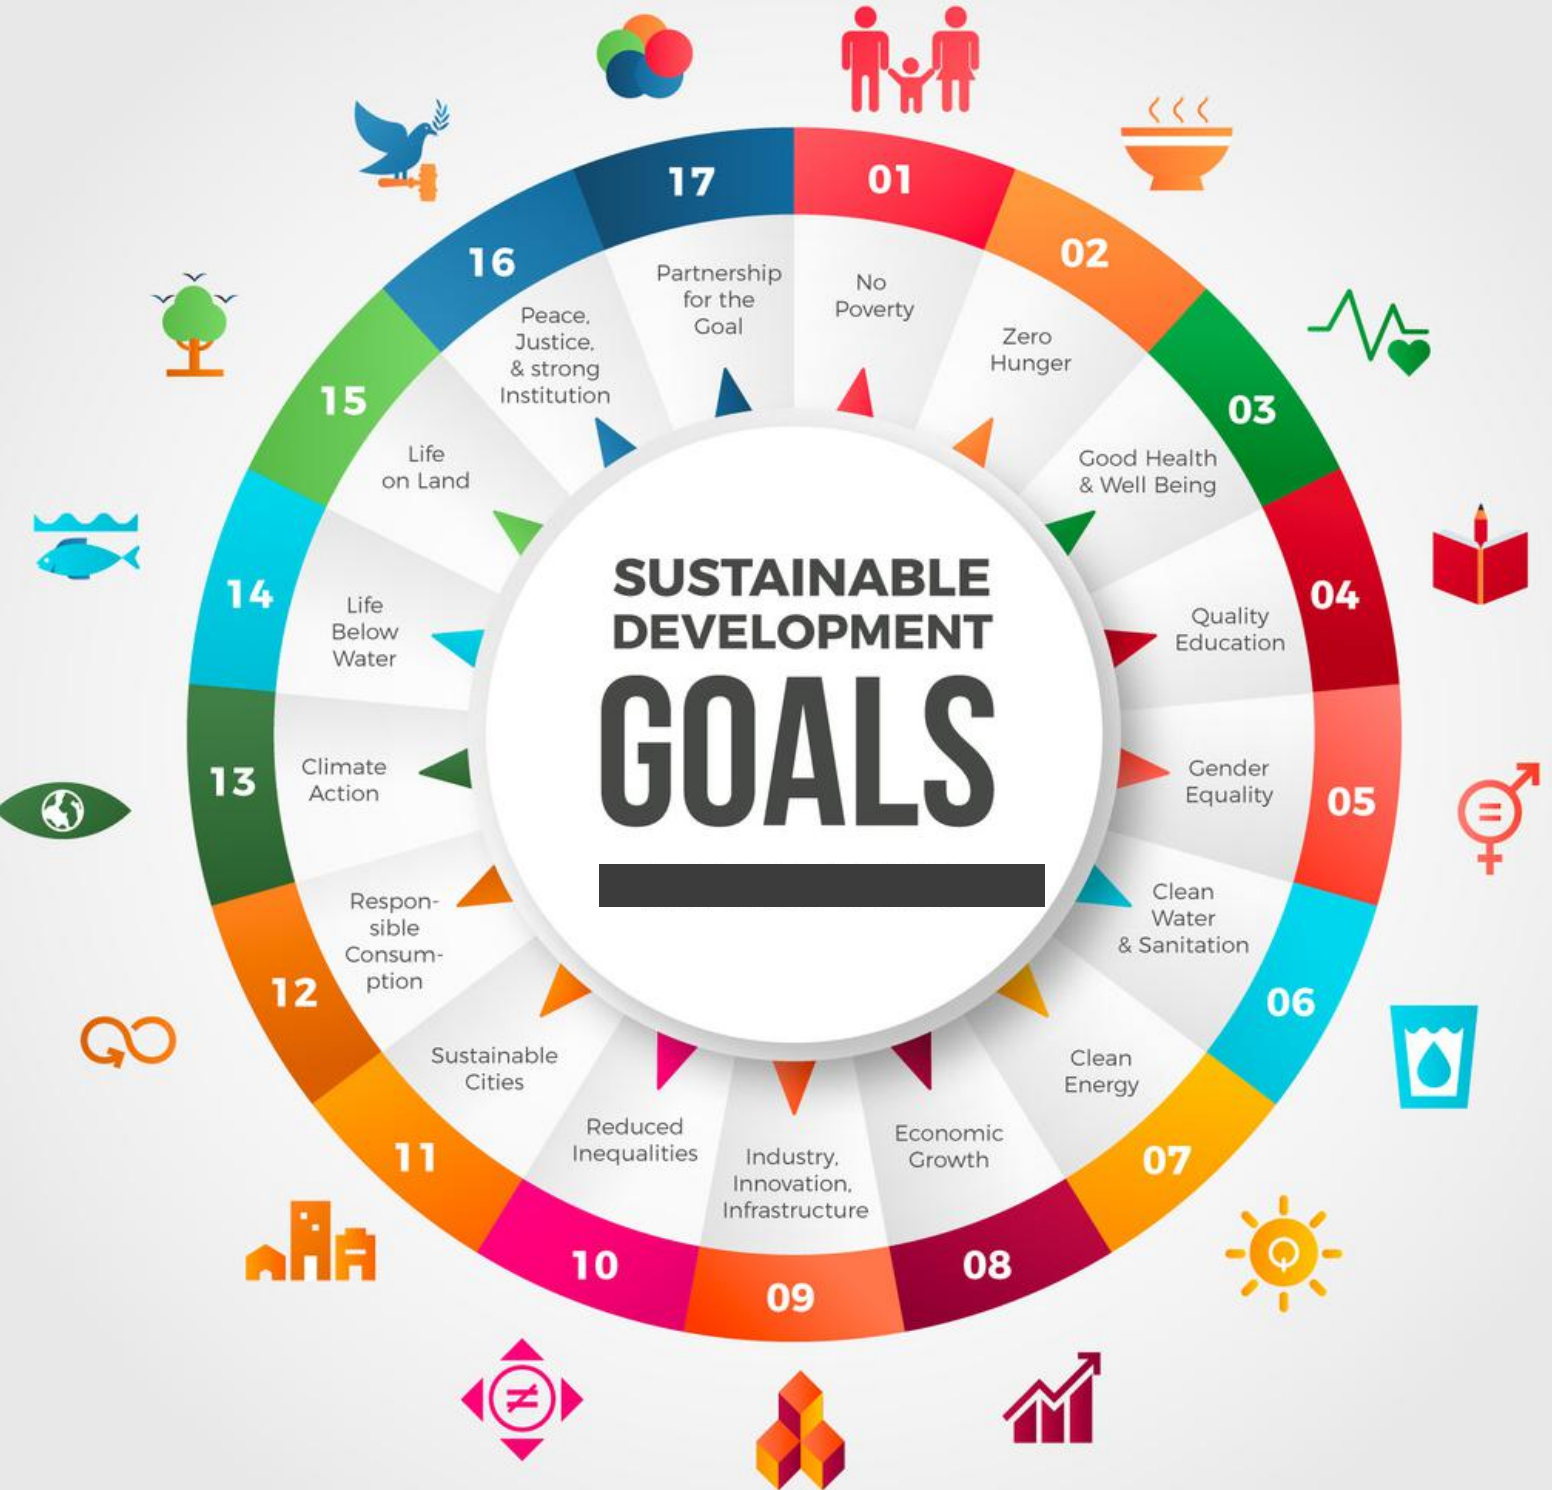 SUSTAINABLE
DEVELOPMENT
GOALS
01
No
Poverty
02
Zero
Hunger
03
Good Health
& Well Being
04
Quality
Education
05
Gender
Equality
06
Clean
Water
& Sanitation
07
Clean
Energy
08
Economic
Growth
09
Industry,
Innovation,
Infrastructure
10
Reduced
Inequalities
11
Sustainable
Cities
12
Respon-
sible
Consum-
ption
13
Climate
Action
14
Life
Below
Water
15
Life
on Land
16
Peace,
Justice,
& strong
Institution
17
Partnership
for the
Goal